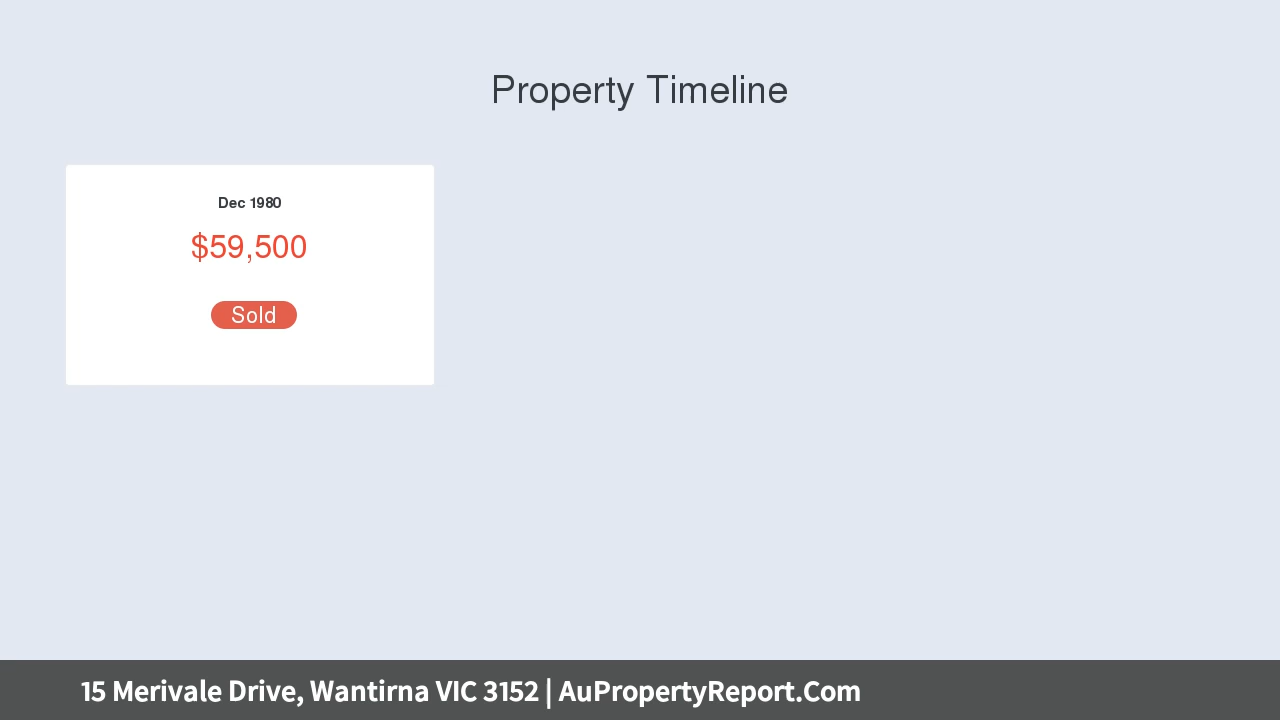 Property Timeline
Dec 1980
$59,500
Sold
15 Merivale Drive, Wantirna VIC 3152 | AuPropertyReport.Com